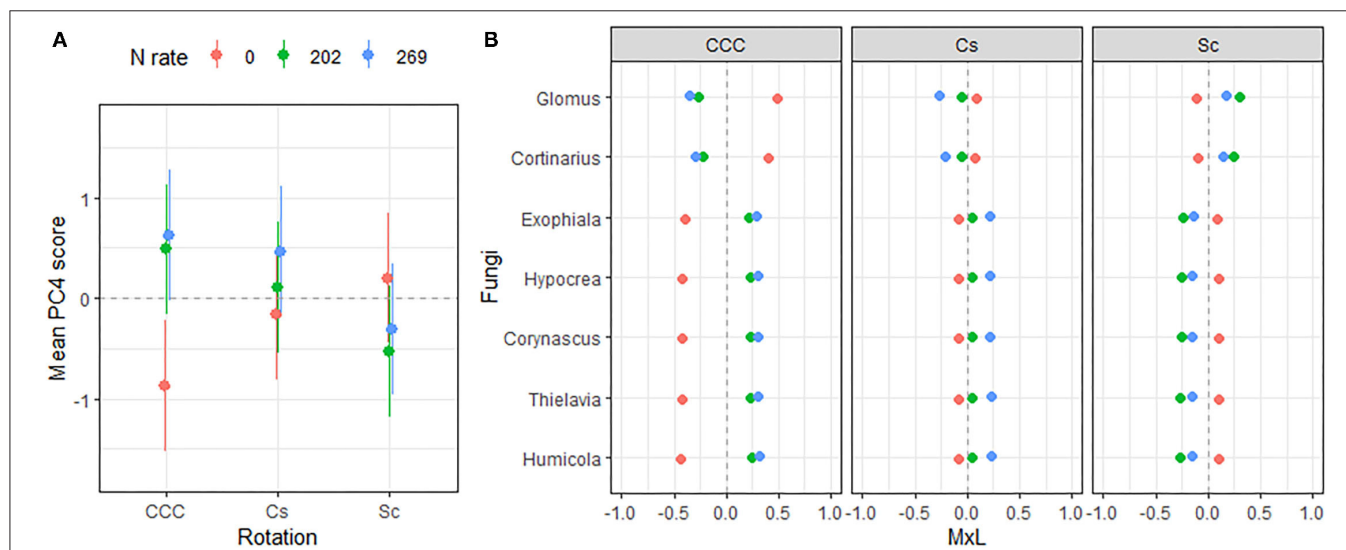 A
N rate 0 202 269
Mean PC4 score
1
0
-1
CCC Cs Sc
Rotation
B
CCC Cs Sc
Fungi
Glomus
Cortinarius
Exophiala
Hypocrea
Corynascus
Thielavia
Humicola
-1.0 -0.5 0.0 0.5 1.0 -1.0 -0.5 0.0 0.5 1.0 -1.0 -0.5 0.0 0.5 1.0
MxL